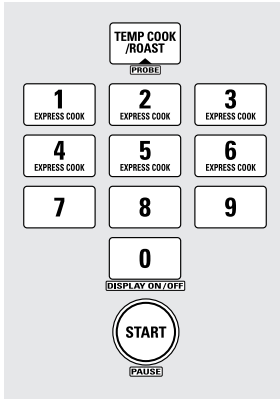 TEMP COOK
/ROAST
PROBE
1 2 3
EXPRESS COOK EXPRESS COOK EXPRESS COOK
4 5 6
EXPRESS COOK EXPRESS COOK EXPRESS COOK
7 8 9
0
DISPLAY ON/OFF
START
PAUSE